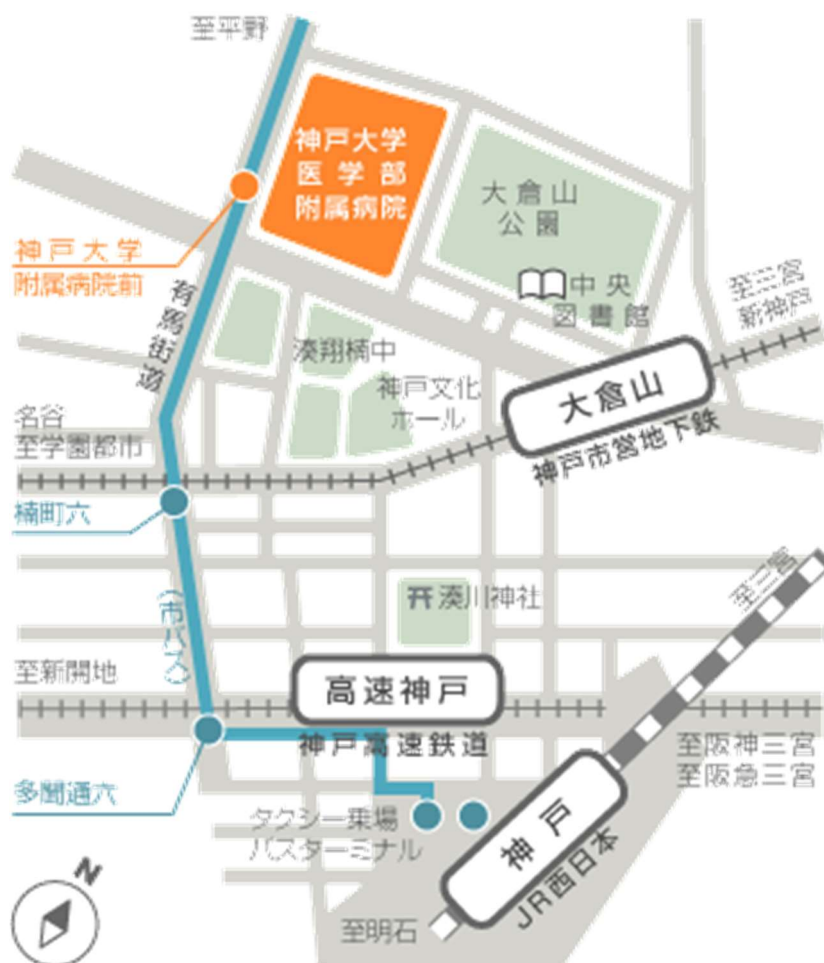 至平野
神戸大学
医学部
附属病院
大倉山
公園
神戸大学
附属病院前
有馬街道
中央
図書館
至三宮
新神戸
湊翔楠中
神戸文化
ホール
大倉山
神戸市営地下鉄
名谷
至学園都市
楠町六
(市バス)
湊川神社
至三宮
至新開地
高速神戸
神戸高速鉄道
至阪神三宮
至阪急三宮
多聞通六
タクシー乗場
バスターミナル
神戸
JR西日本
至明石
N